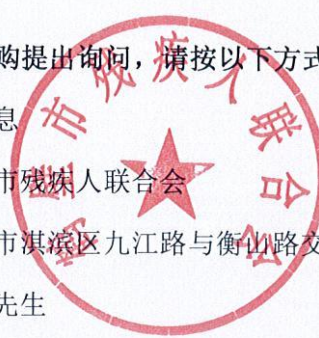 购提出询问，请按以下方式
息
市残疾人联合会
市淇滨区九江路与衡山路交
先生
鹤壁市残疾人联合会